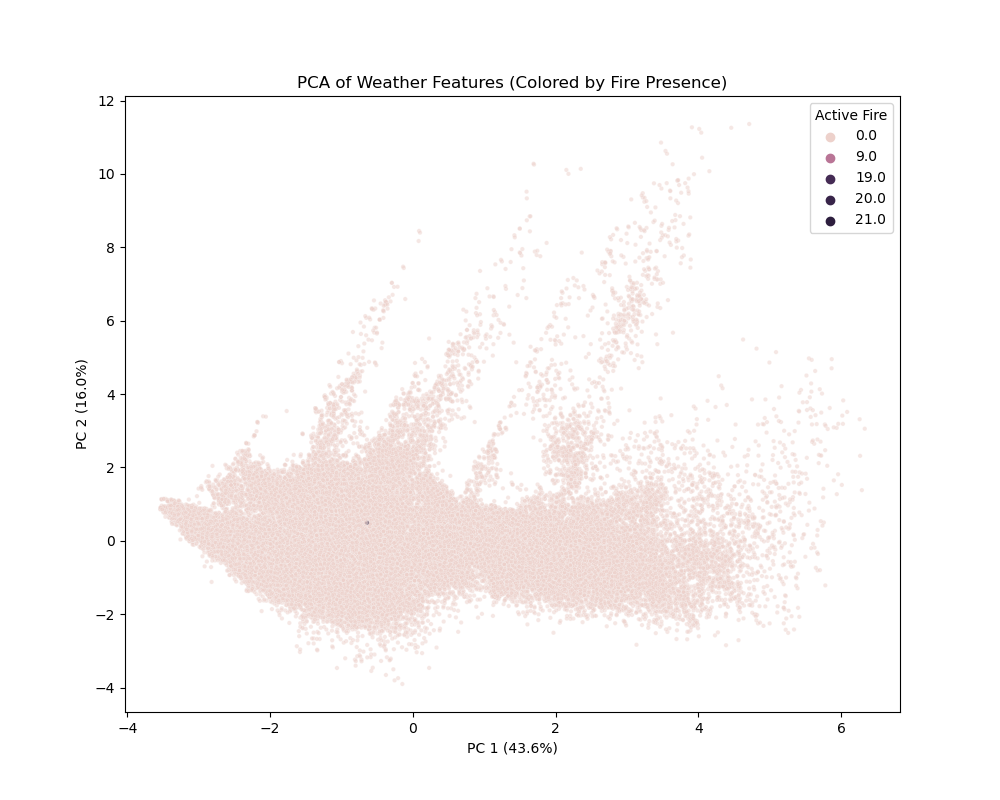 PCA of Weather Features (Colored by Fire Presence)
Active Fire
0.0
9.0
19.0
20.0
21.0
12
10
8
6
4
2
0
−2
−4
PC 2 (16.0%)
−4 −2 0 2 4 6
PC 1 (43.6%)